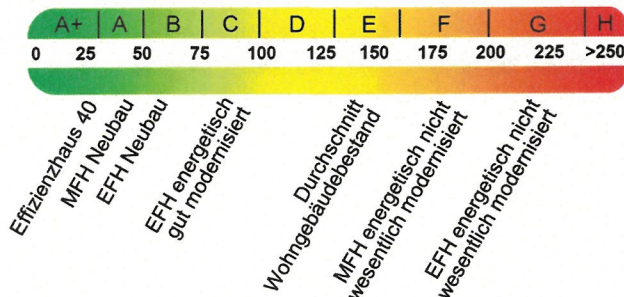 A+ A B C D E F G H
0 25 50 75 100 125 150 175 200 225 >250
Effizienzhaus 40
MFH Neubau
EFH Neubau
EFH energetisch
gut modernisiert
Durchschnitt
Wohngebäudebestand
MFH energetisch nicht
wesentlich modernisiert
EFH energetisch nicht
wesentlich modernisiert